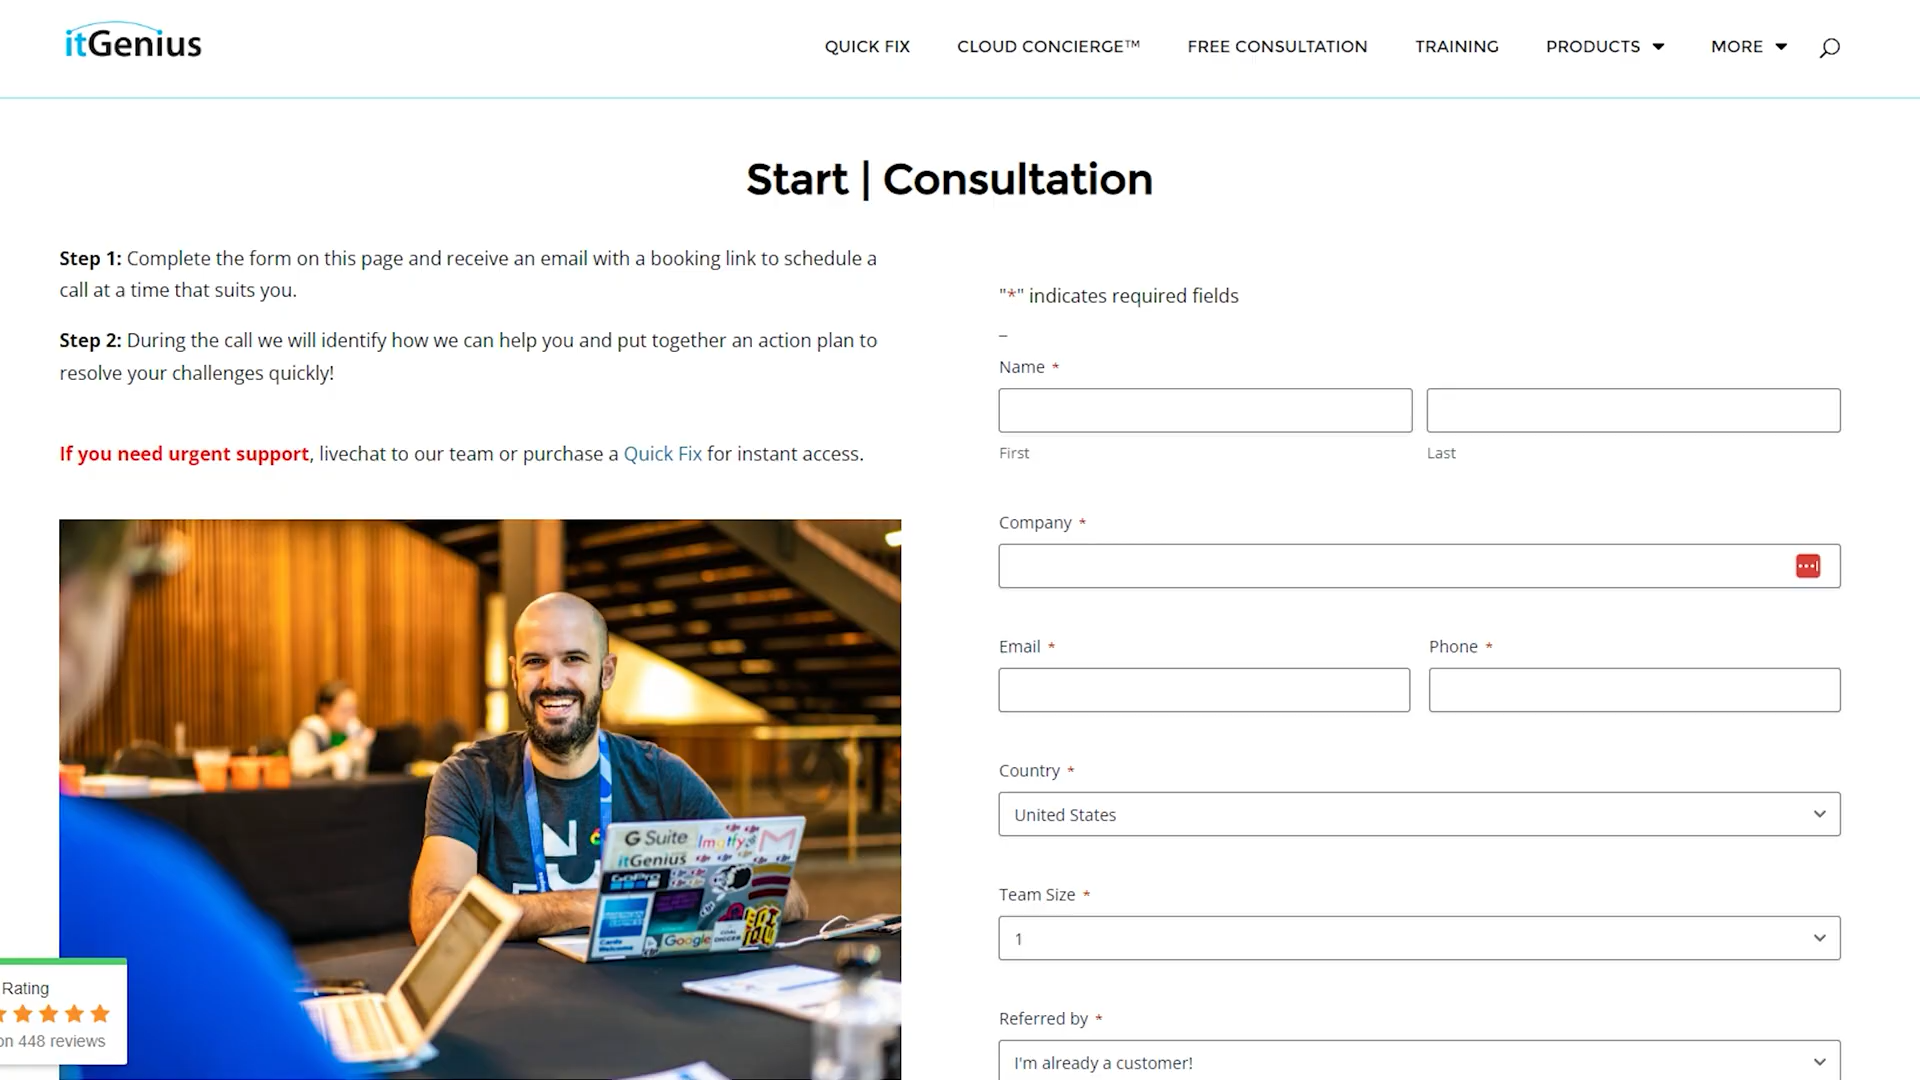 itGenius
QUICK FIX
CLOUD CONCIERGE™
FREE CONSULTATION
TRAINING
PRODUCTS
MORE
Start | Consultation
Step 1: Complete the form on this page and receive an email with a booking link to schedule a
call at a time that suits you.
Step 2: During the call we will identify how we can help you and put together an action plan to
resolve your challenges quickly!
If you need urgent support, livechat to our team or purchase a Quick Fix for instant access.
G Suite
itGenius
GoPro
Cards
Welcome
Google
COAL
DIGGER
Rating
on 448 reviews
"*" indicates required fields
Name *
First
Last
Company *
Email *
Phone *
Country *
United States
Team Size *
1
Referred by *
I'm already a customer!